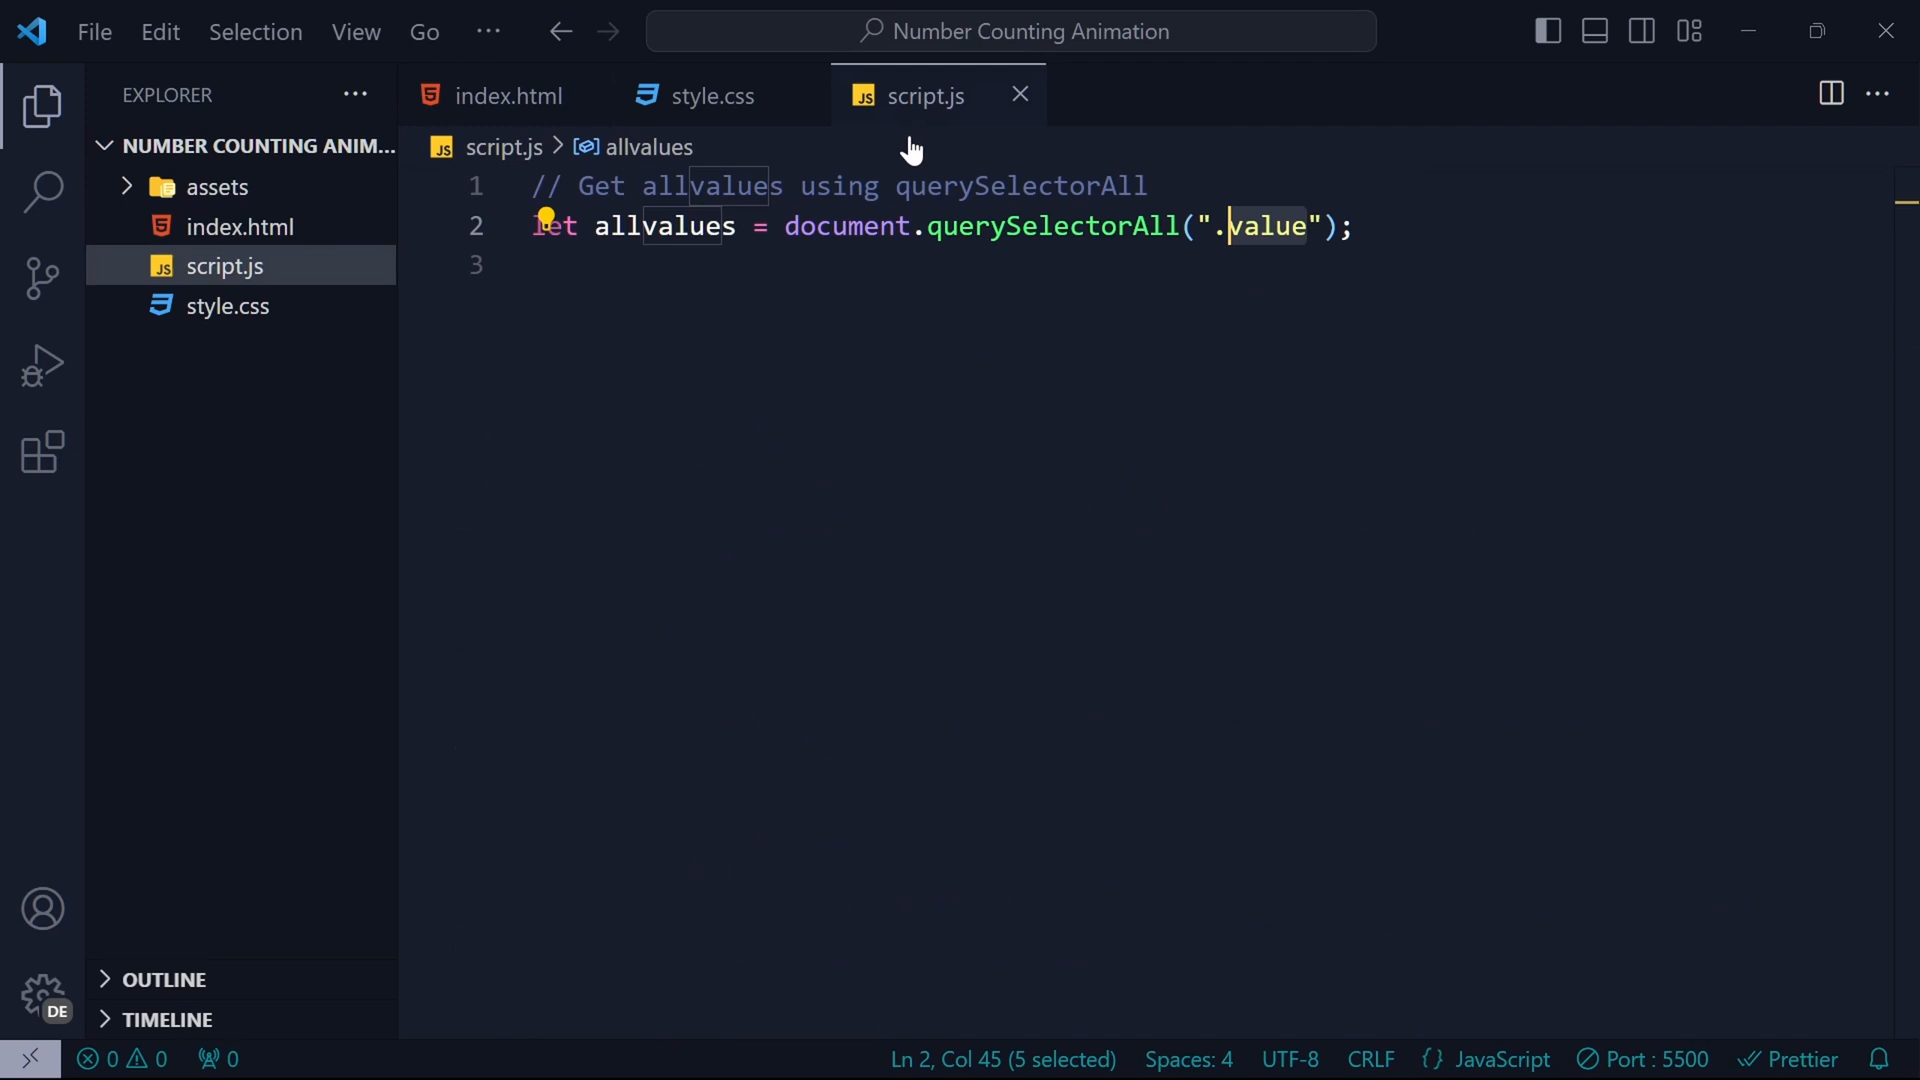 File Edit Selection View Go ··· Number Counting Animation
EXPLORER ···
NUMBER COUNTING ANIM...
assets
index.html
script.js
style.css
OUTLINE
TIMELINE
DE
index.html style.css JS script.js
JS script.js > allvalues
1 // Get allvalues using querySelectorAll
2 let allvalues = document.querySelectorAll(".value");
3
0 0 0 Ln 2, Col 45 (5 selected) Spaces: 4 UTF-8 CRLF {} JavaScript Port : 5500 Prettier